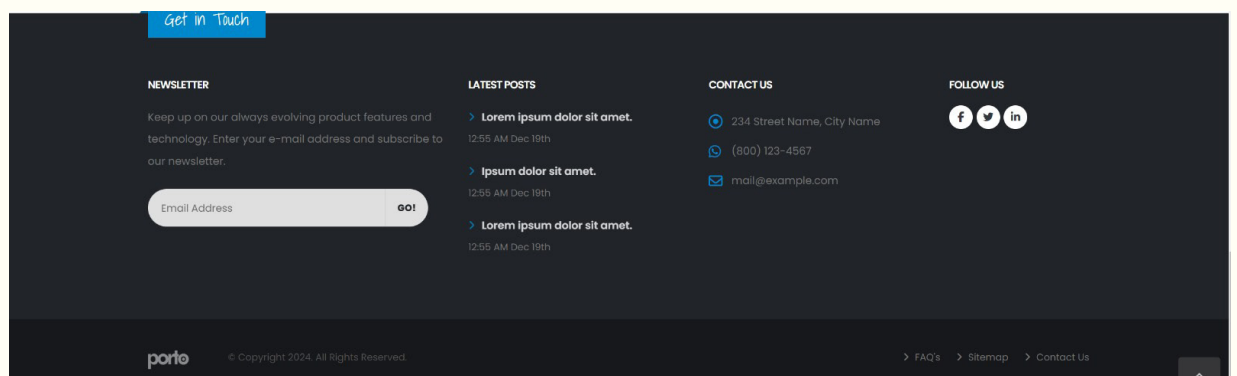 Get in Touch
NEWSLETTER
Keep up on our always evolving product features and
technology. Enter your e-mail address and subscribe to
our newsletter.
Email Address GO!
LATEST POSTS
Lorem ipsum dolor sit amet.
12:55 AM Dec 19th
Ipsum dolor sit amet.
12:55 AM Dec 19th
Lorem ipsum dolor sit amet.
12:55 AM Dec 19th
CONTACT US
234 Street Name, City Name
(800) 123-4567
mail@example.com
FOLLOW US
f in
porto © Copyright 2024. All Rights Reserved. FAQ's Sitemap Contact Us